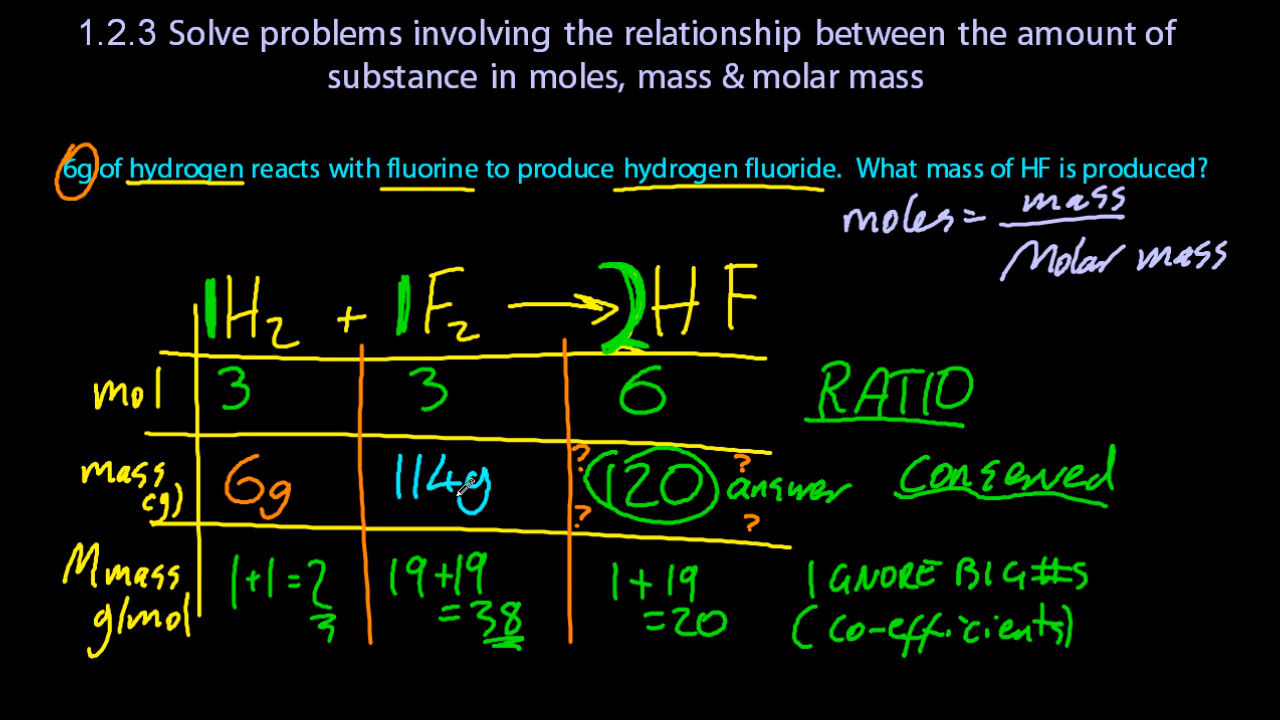 1.2.3 Solve problems involving the relationship between the amount of
substance in moles, mass & molar mass
6g of hydrogen reacts with fluorine to produce hydrogen fluoride. What mass of HF is produced?
moles = mass
Molar mass
1H2 + 1F2 → 2HF
mol 3 3 6 RATIO
mass (g) 6g 114g ? ? 120 answer ? ? Conserved
Mmass 1+1=2 19+19 1+19 IGNORE BIG #S
g/mol =38 =20 (co-efficients)